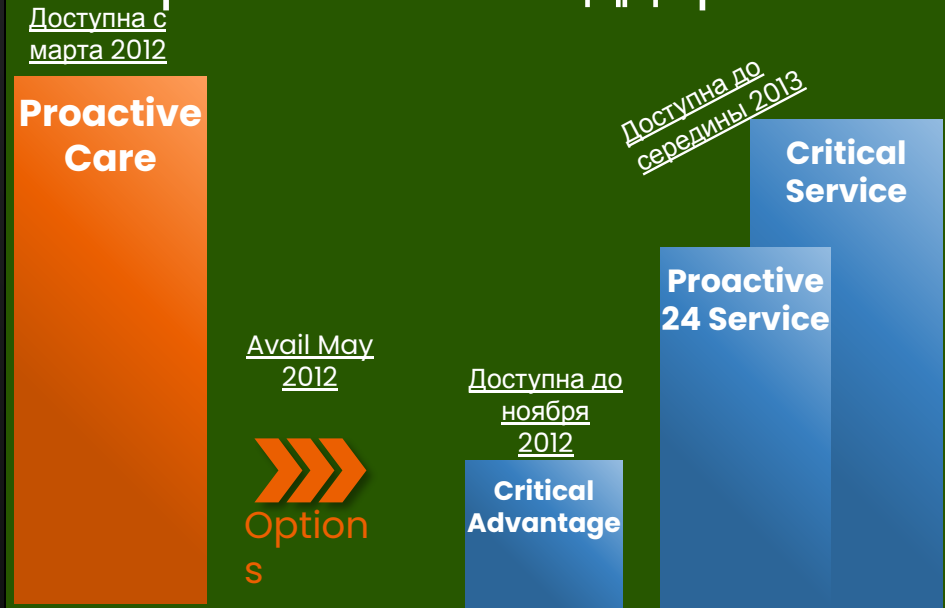 Доступна с
марта 2012
Proactive
Care
Avail May
2012
Option
s
Доступна до
ноября
2012
Critical
Advantage
Доступна до
середины 2013
Proactive
24 Service
Critical
Service